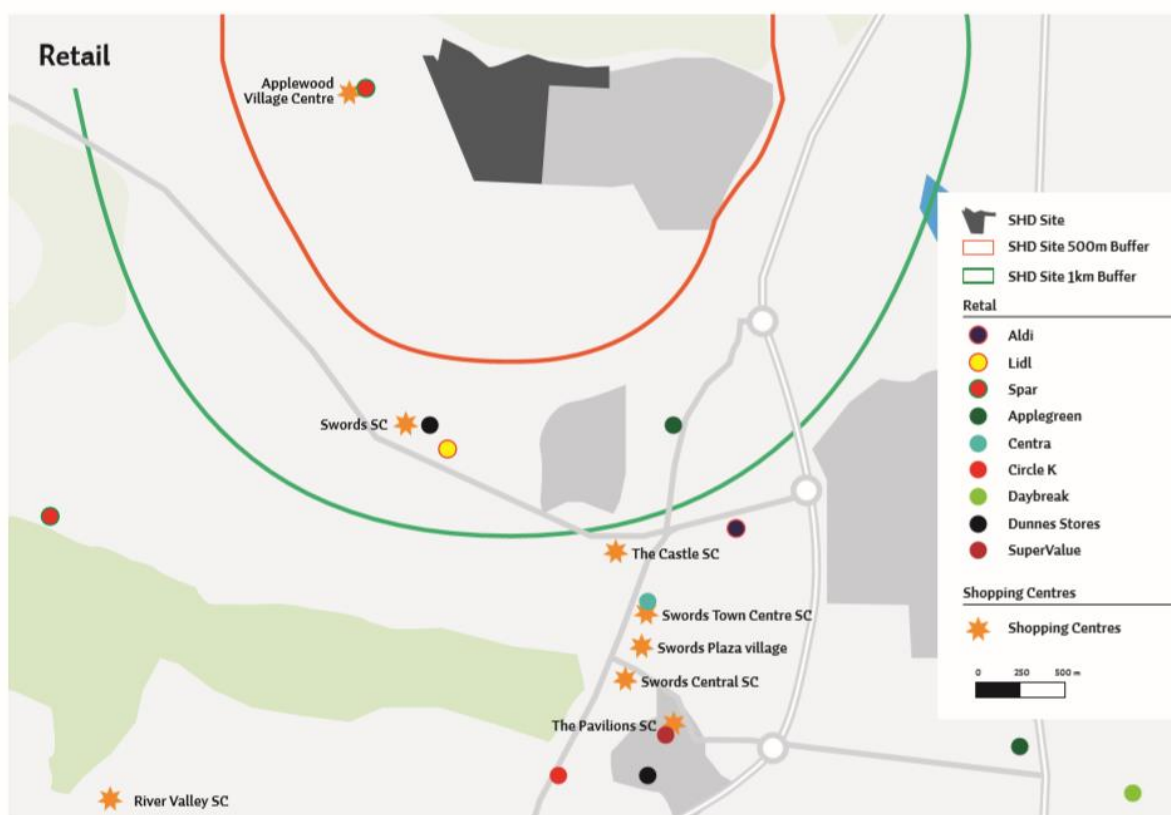 Retail
Applewood
Village Centre
Swords SC
The Castle SC
Swords Town Centre SC
Swords Plaza village
Swords Central SC
The Pavilions SC
River Valley SC
SHD Site
SHD Site 500m Buffer
SHD Site 1km Buffer
Retal
Aldi
Lidl
Spar
Applegreen
Centra
Circle K
Daybreak
Dunnes Stores
SuperValue
Shopping Centres
Shopping Centres
0 250 500 m